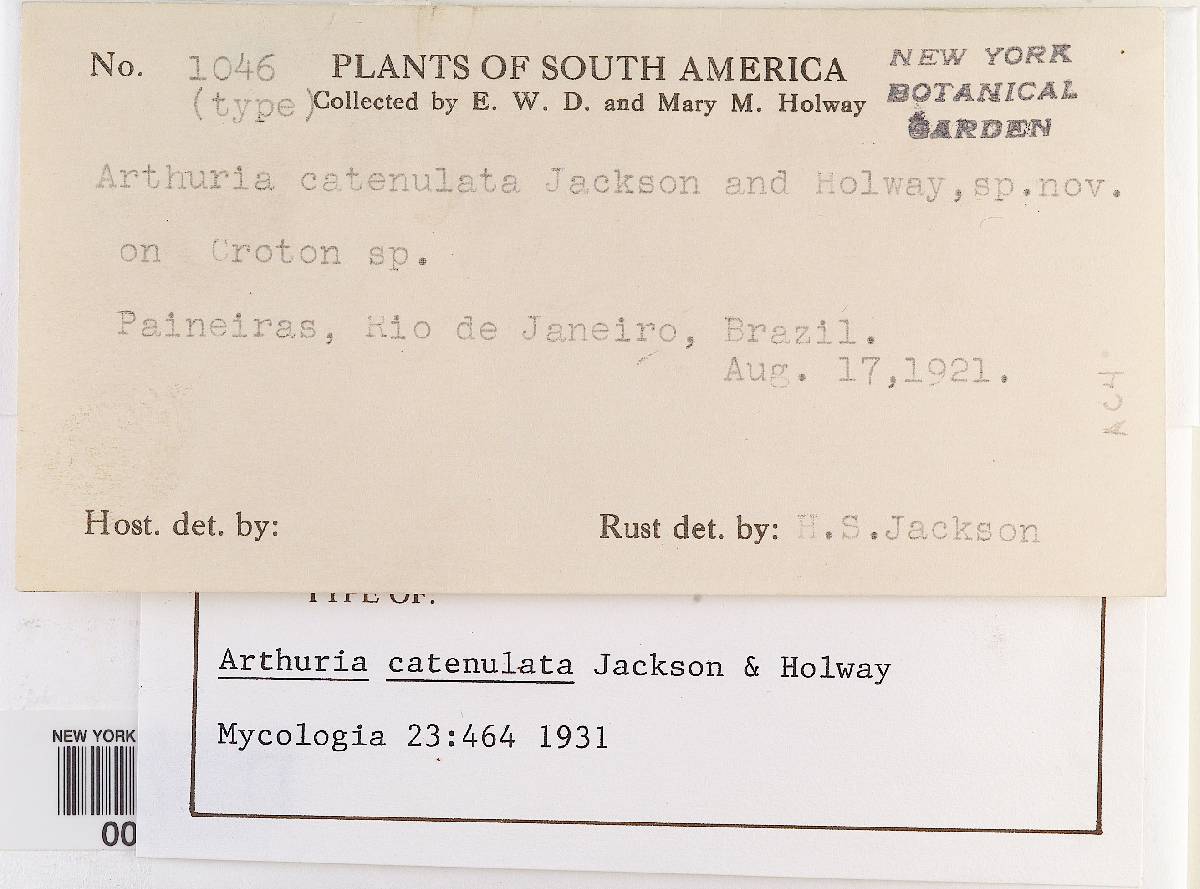 No. 1046 PLANTS OF SOUTH AMERICA
(type) Collected by E. W. D. and Mary M. Holway
NEW YORK
BOTANICAL
GARDEN
Arthuria catenulata Jackson and Holway, sp.nov.
on Croton sp.
Paineiras, Rio de Janeiro, Brazil.
Aug. 17,1921.
Host. det. by: Rust det. by: H.S.Jackson
TYPE OF:
Arthuria catenulata Jackson & Holway
Mycologia 23:464 1931
NEW YORK
00